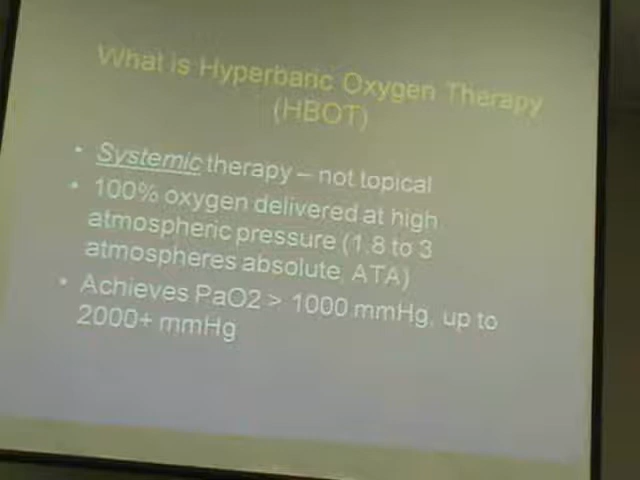 What is Hyperbaric Oxygen Therapy
(HBOT)
• Systemic therapy – not topical
• 100% oxygen delivered at high
atmospheric pressure (1.8 to 3
atmospheres absolute, ATA)
• Achieves PaO2 > 1000 mmHg, up to
2000+ mmHg